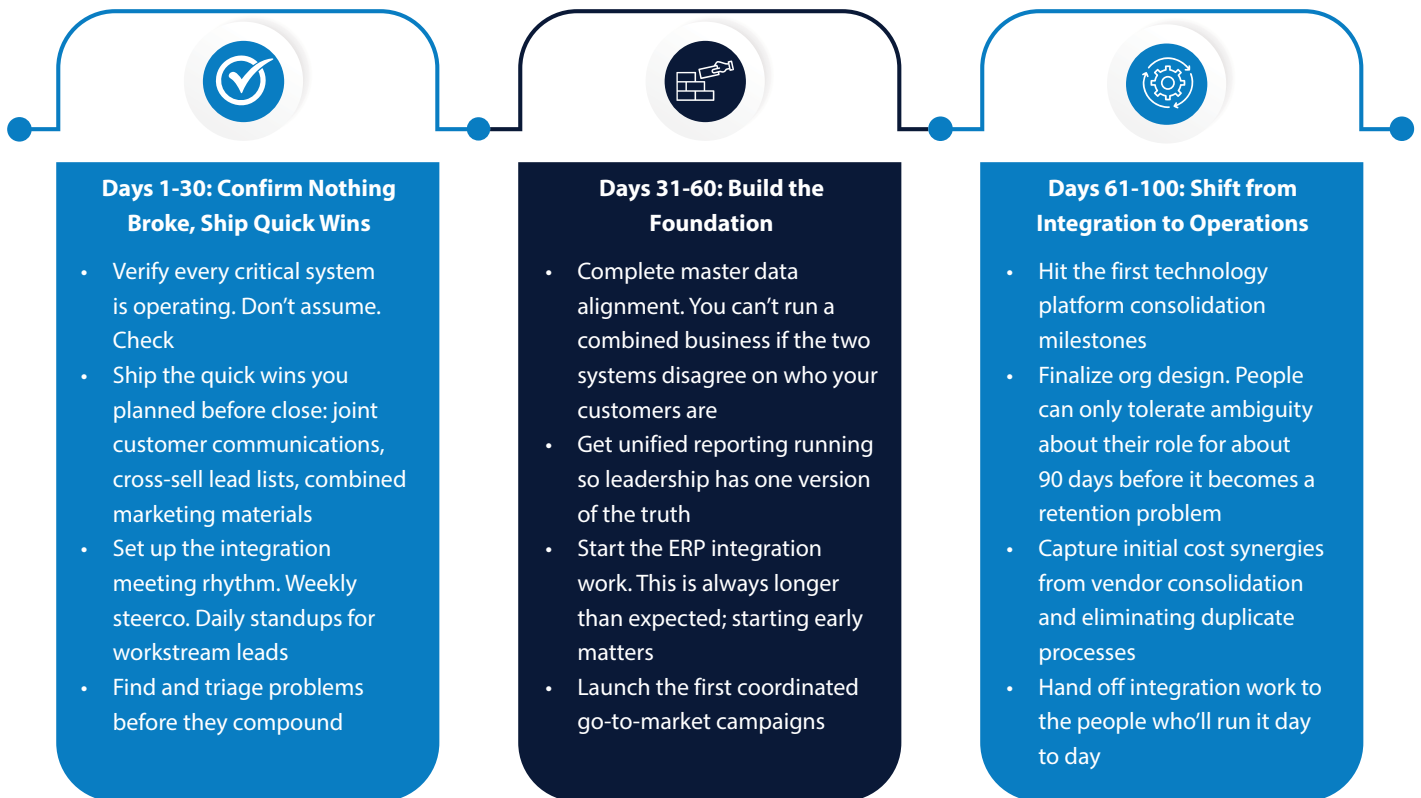 Days 1-30: Confirm Nothing
Broke, Ship Quick Wins
• Verify every critical system
is operating. Don’t assume.
Check
• Ship the quick wins you
planned before close: joint
customer communications,
cross-sell lead lists, combined
marketing materials
• Set up the integration
meeting rhythm. Weekly
steerco. Daily standups for
workstream leads
• Find and triage problems
before they compound
Days 31-60: Build the
Foundation
• Complete master data
alignment. You can’t run a
combined business if the two
systems disagree on who your
customers are
• Get unified reporting running
so leadership has one version
of the truth
• Start the ERP integration
work. This is always longer
than expected; starting early
matters
• Launch the first coordinated
go-to-market campaigns
Days 61-100: Shift from
Integration to Operations
• Hit the first technology
platform consolidation
milestones
• Finalize org design. People
can only tolerate ambiguity
about their role for about
90 days before it becomes a
retention problem
• Capture initial cost synergies
from vendor consolidation
and eliminating duplicate
processes
• Hand off integration work to
the people who’ll run it day
to day